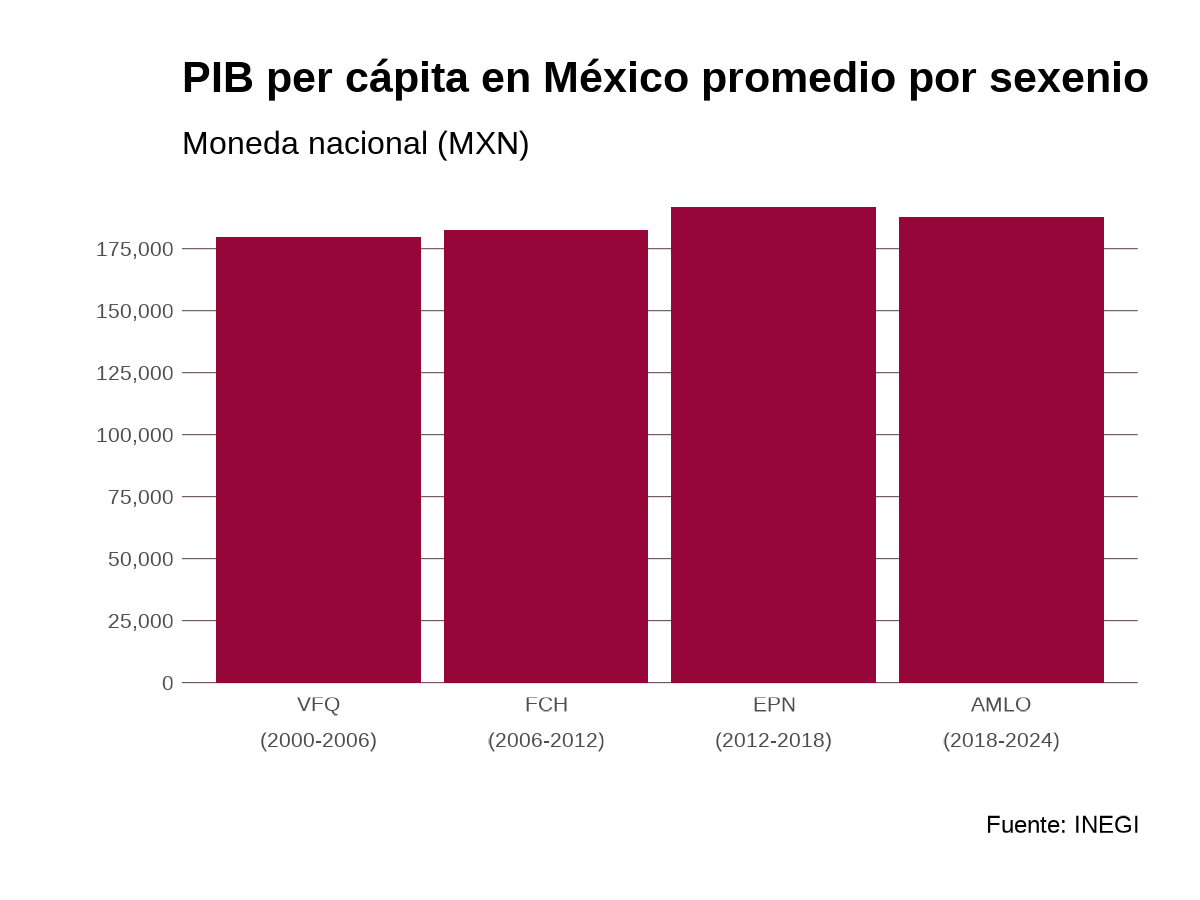 PIB per cápita en México promedio por sexenio
Moneda nacional (MXN)
175,000
150,000
125,000
100,000
75,000
50,000
25,000
0
VFQ
(2000-2006)
FCH
(2006-2012)
EPN
(2012-2018)
AMLO
(2018-2024)
Fuente: INEGI